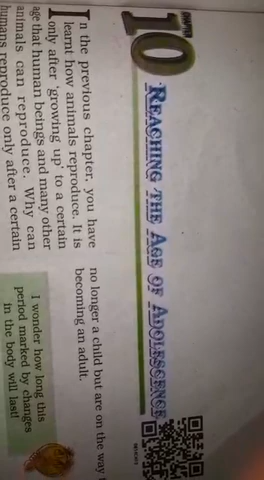 CHAPTER
10
REACHING THE AGE OF ADOLESCENCE
In the previous chapter, you have
learnt how animals reproduce. It is
only after 'growing up' to a certain
age that human beings and many other
animals can reproduce. Why can
humans reproduce only after a certain
no longer a child but are on the way
becoming an adult.
I wonder how long this
period marked by changes
in the body will last!